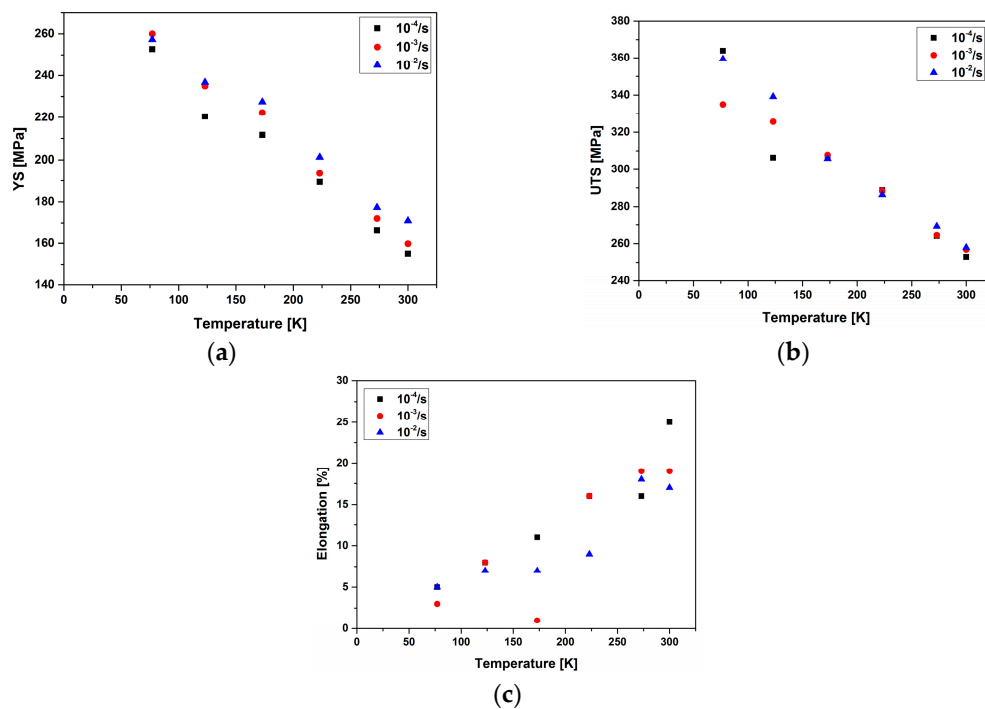 260
240
220
200
180
160
140
YS [MPa]
0 50 100 150 200 250 300
Temperature [K]
10⁻⁴/s
10⁻³/s
10⁻²/s
(a)
380
360
340
320
300
280
260
240
UTS [MPa]
0 50 100 150 200 250 300
Temperature [K]
10⁻⁴/s
10⁻³/s
10⁻²/s
(b)
30
25
20
15
10
5
0
Elongation [%]
0 50 100 150 200 250 300
Temperature [K]
10⁻⁴/s
10⁻³/s
10⁻²/s
(c)